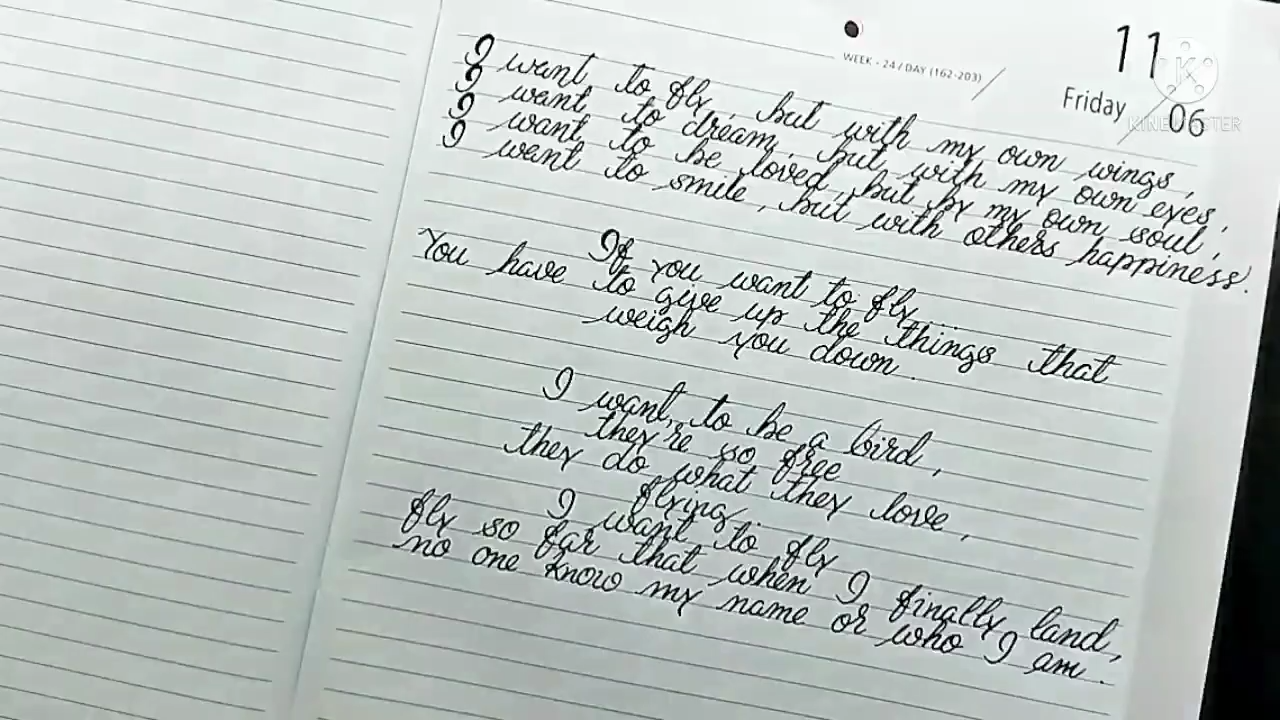 WEEK - 24 / DAY (162-203)
11
Friday
06
KINEMASTER
I want to fly, but with my own wings,
I want to dream, but with my own eyes,
I want to be loved, but by my own soul,
I want to smile, but with others happiness.
If you want to fly
You have to give up the things that
weigh you down.
I want to be a bird,
they're so free
they do what they love,
flying.
I want to fly
fly so far that when I finally land,
no one know my name or who I am.